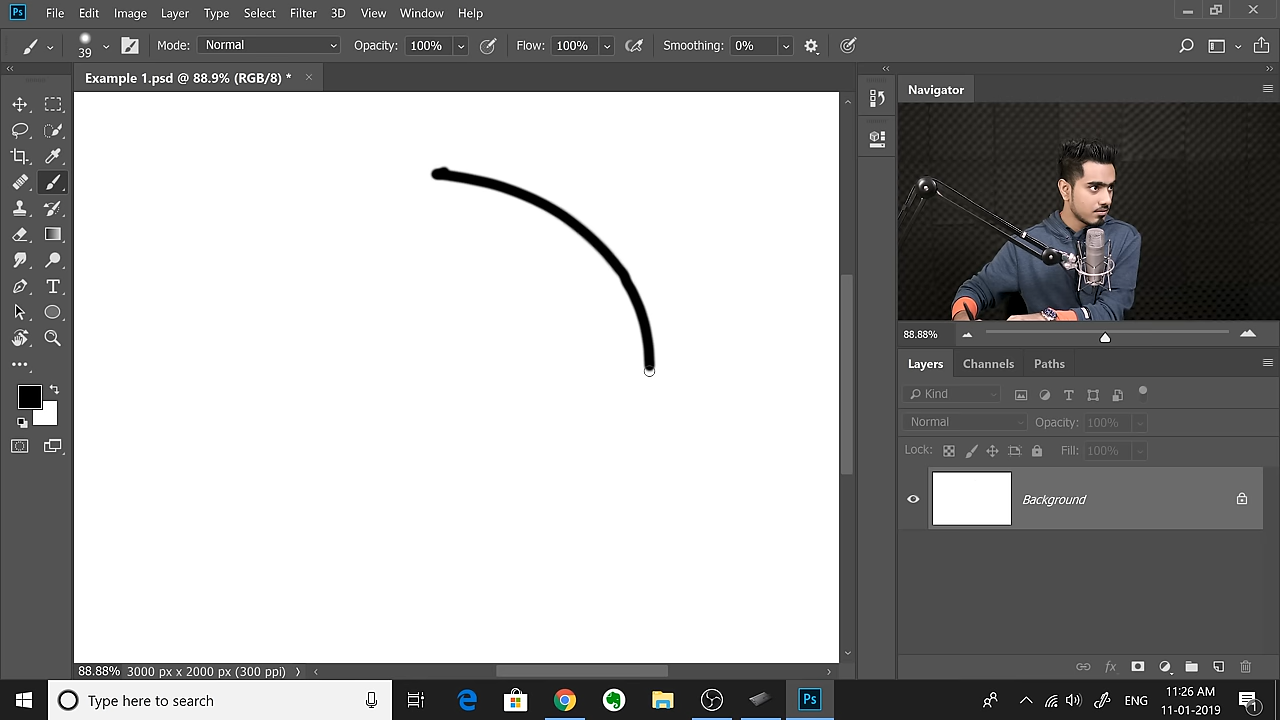 Ps File Edit Image Layer Type Select Filter 3D View Window Help
39 Mode: Normal Opacity: 100% Flow: 100% Smoothing: 0%
Example 1.psd @ 88.9% (RGB/8) * ×
Navigator
88.88%
Layers Channels Paths
Kind
Normal Opacity: 100%
Lock: Fill: 100%
Background
88.88% 3000 px x 2000 px (300 ppi)
Type here to search
Ps
ENG
11:26 AM
11-01-2019
1